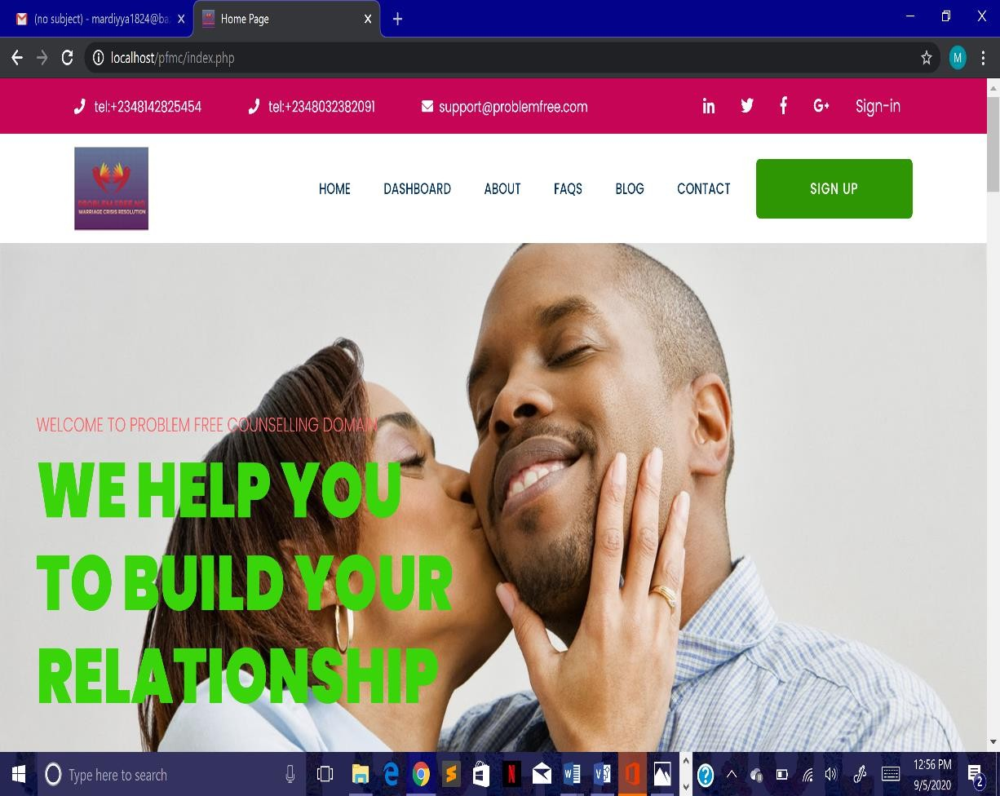 (no subject) - mardiyya1824@ba
Home Page
localhost/pfmc/index.php
M
tel:+2348142825454
tel:+2348032382091
support@problemfree.com
in
f
G+
Sign-in
PROBLEM FREE NG
MARRIAGE CRISIS RESOLUTION
HOME
DASHBOARD
ABOUT
FAQS
BLOG
CONTACT
SIGN UP
WELCOME TO PROBLEM FREE COUNSELLING DOMAIN
WE HELP YOU
TO BUILD YOUR
RELATIONSHIP
Type here to search
12:56 PM
9/5/2020
2